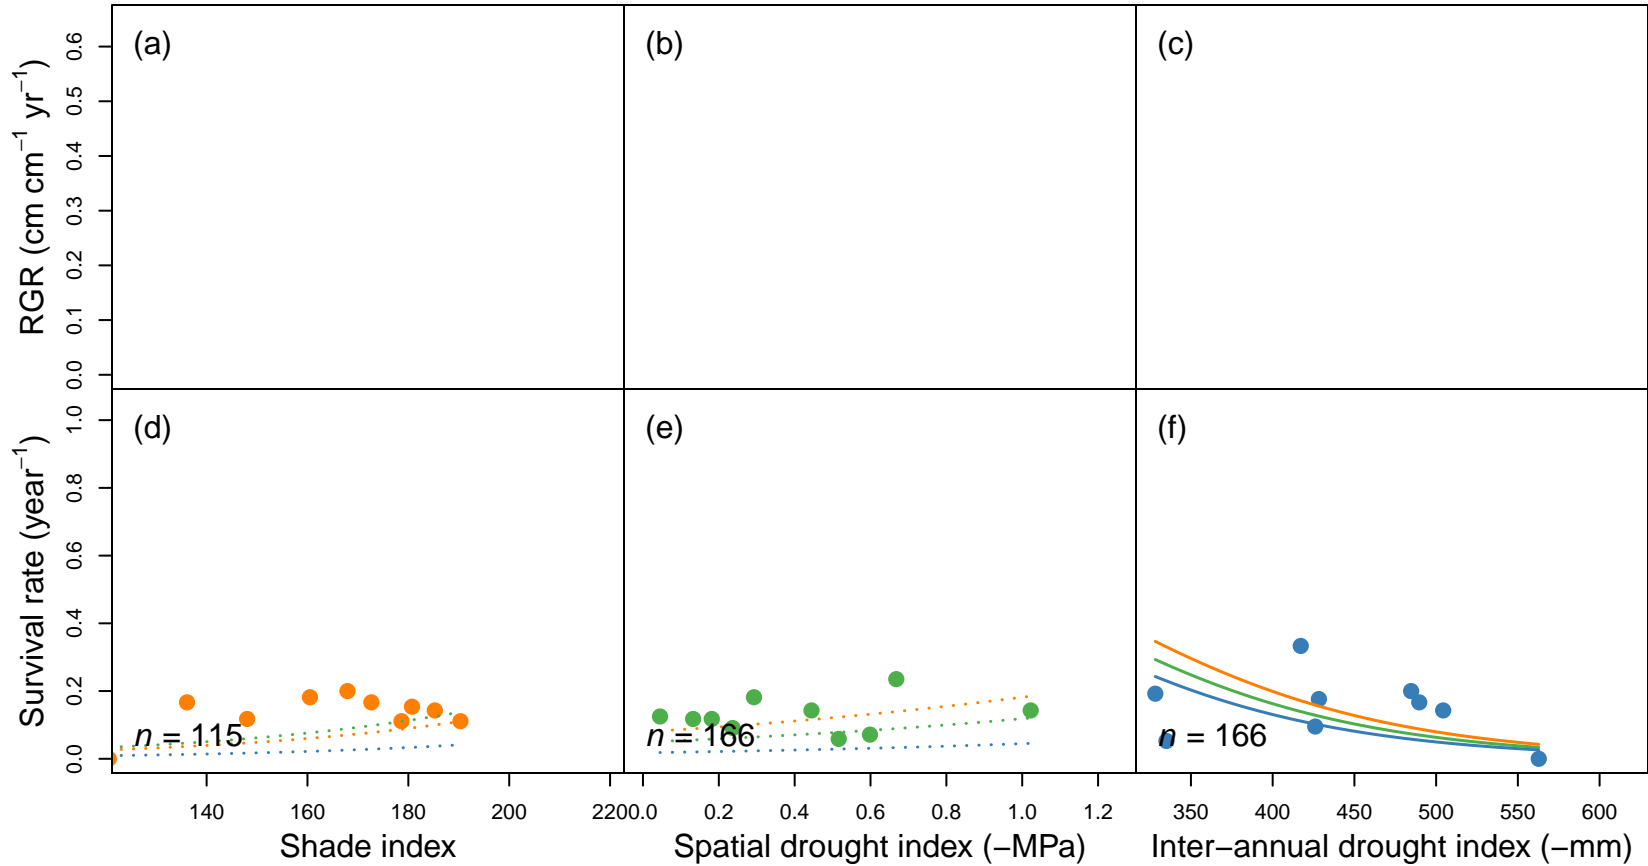 (a)
(b)
(c)
RGR (cm cm⁻¹ yr⁻¹)
0.6
0.5
0.4
0.3
0.2
0.1
0.0
(d)
(e)
(f)
Survival rate (year⁻¹)
1.0
0.8
0.6
0.4
0.2
0.0
n = 115
n = 166
n = 166
140 160 180 200 220
0.0 0.2 0.4 0.6 0.8 1.0 1.2
350 400 450 500 550 600
Shade index
Spatial drought index (−MPa)
Inter−annual drought index (−mm)